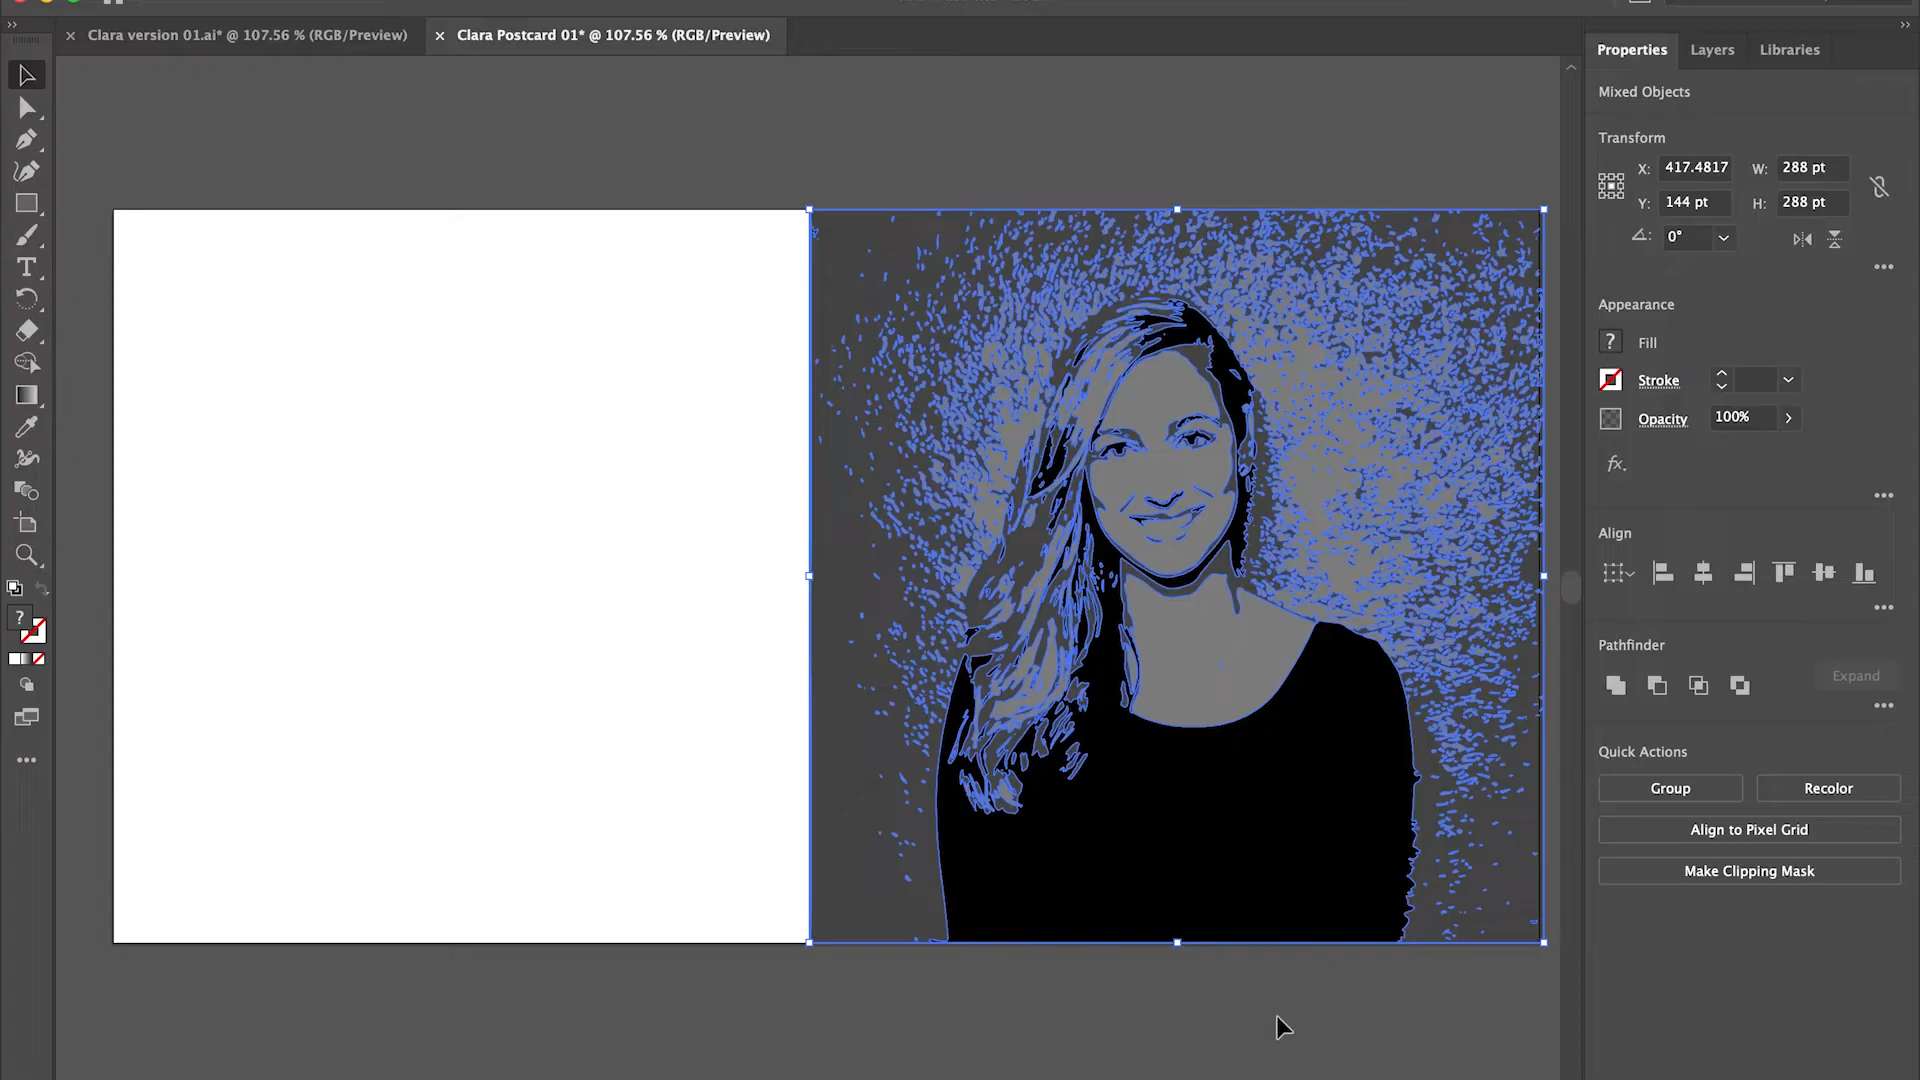 Clara version 01.ai* @ 107.56 % (RGB/Preview)
Clara Postcard 01* @ 107.56 % (RGB/Preview)
Properties
Layers
Libraries
Mixed Objects
Transform
X: 417.4817
W: 288 pt
Y: 144 pt
H: 288 pt
0°
Appearance
? Fill
Stroke
Opacity
100%
fx.
Align
Pathfinder
Expand
Quick Actions
Group
Recolor
Align to Pixel Grid
Make Clipping Mask
T
?